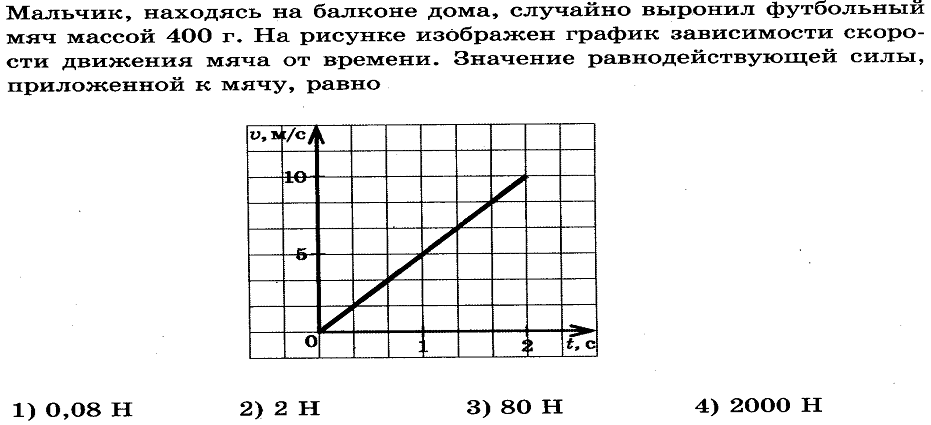 Мальчик, находясь на балконе дома, случайно выронил футбольный
мяч массой 400 г. На рисунке изображен график зависимости скоро-
сти движения мяча от времени. Значение равнодействующей силы,
приложенной к мячу, равно
v, м/с
10
5
0
1
2
t, с
1) 0,08 Н
2) 2 Н
3) 80 Н
4) 2000 Н